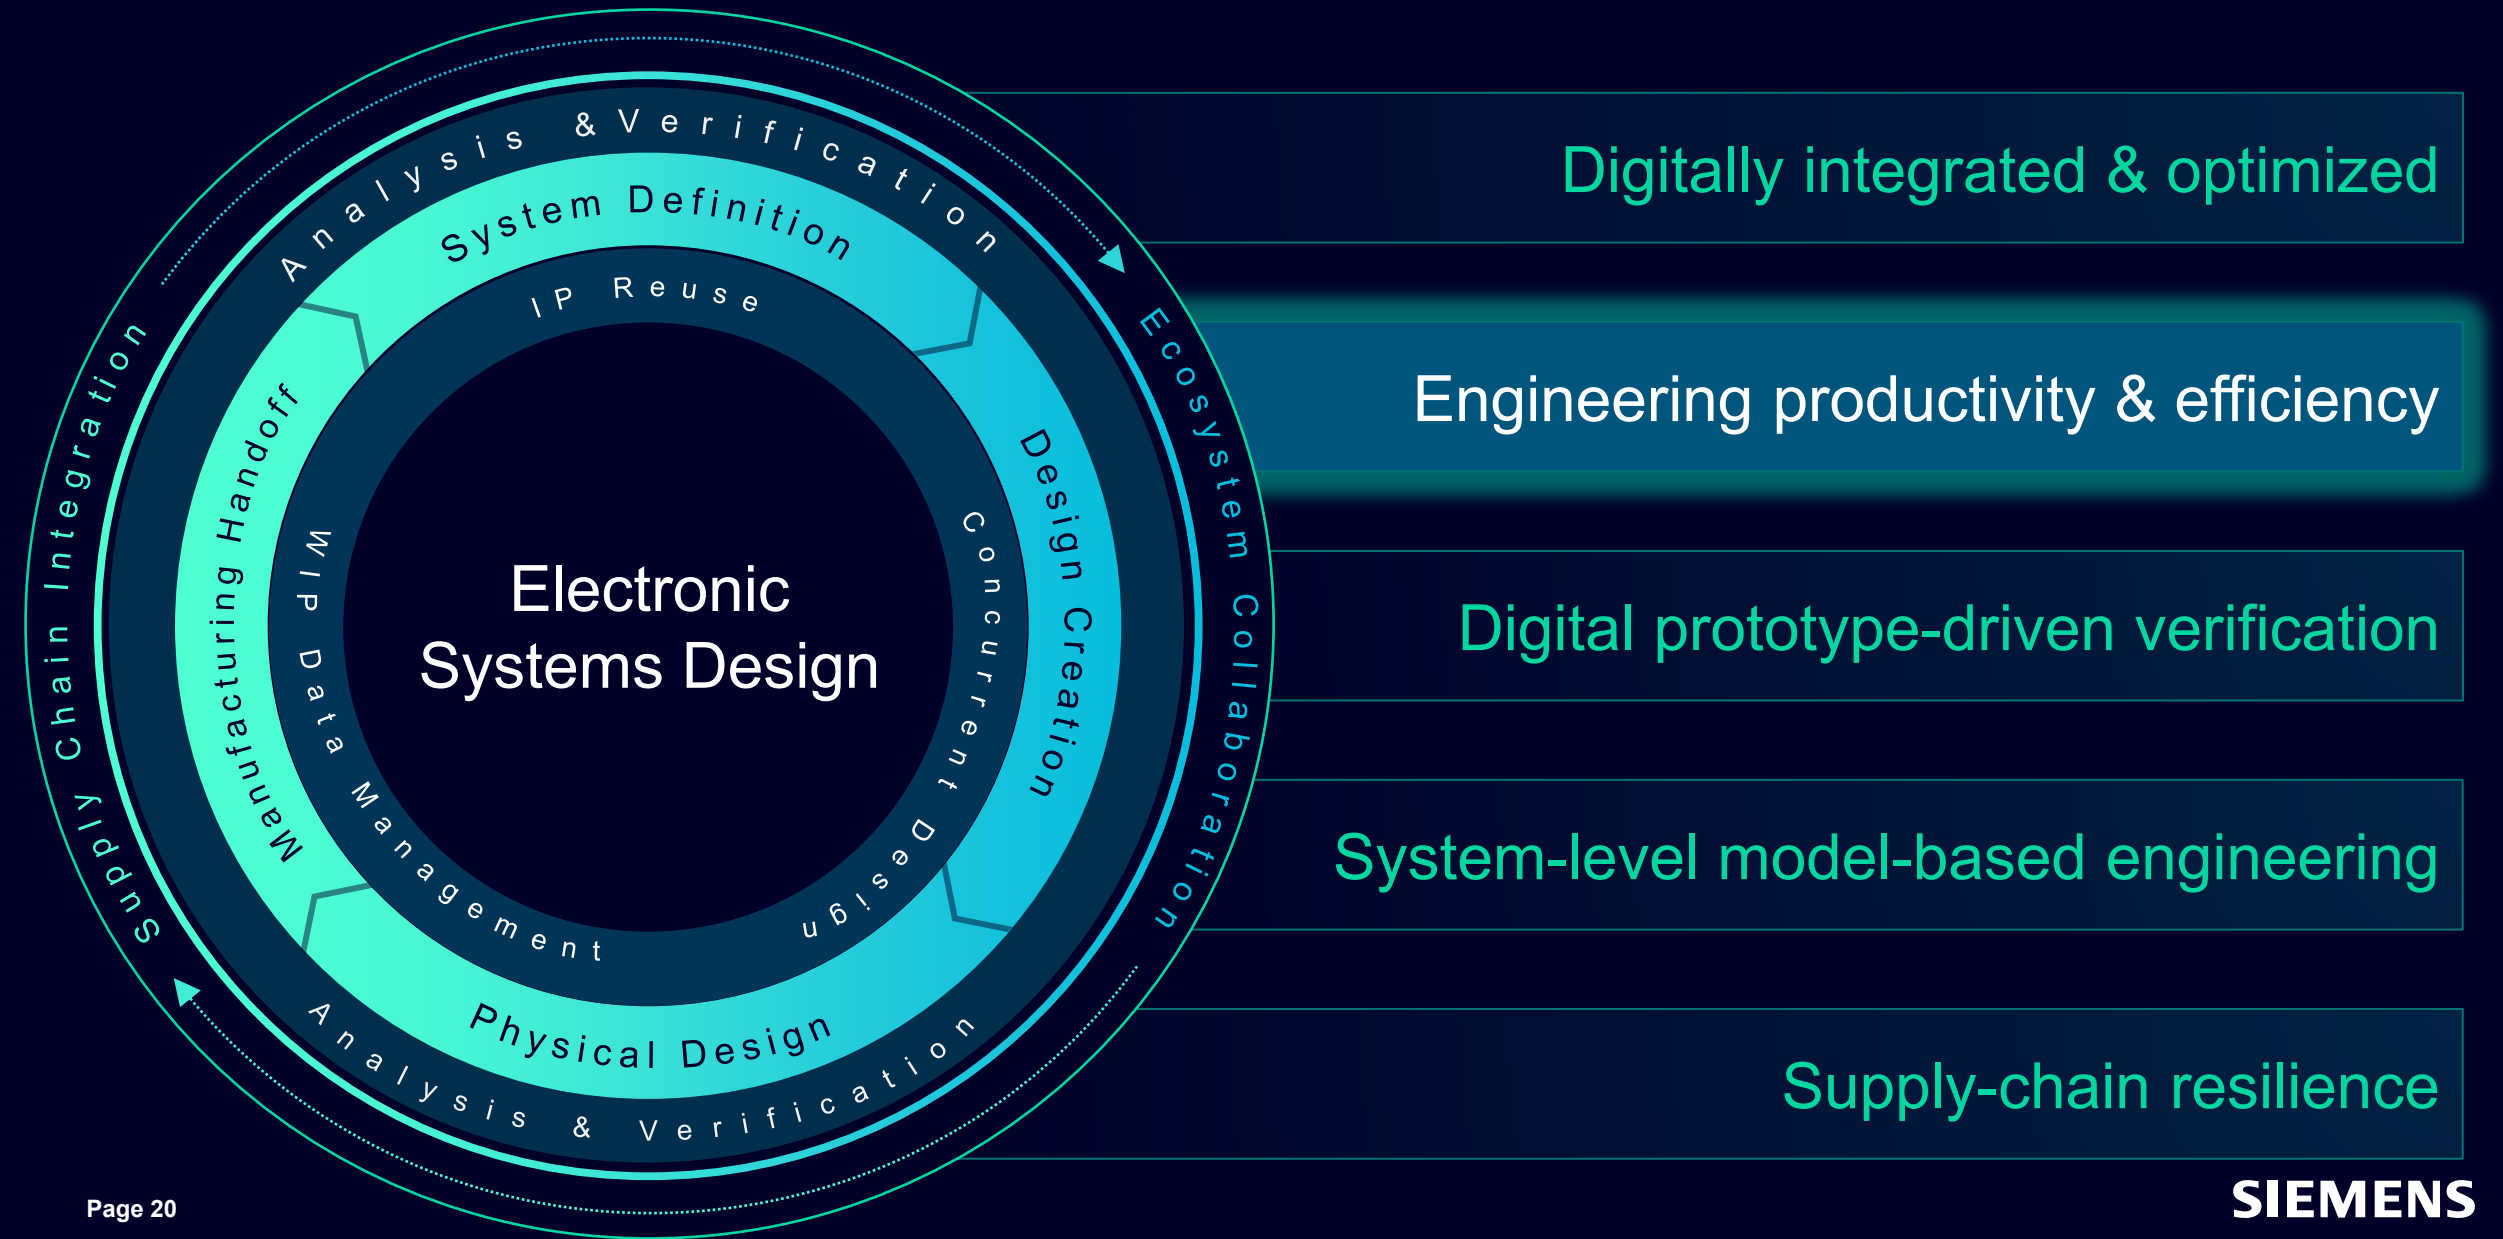 Analysis & Verification
System Definition
IP Reuse
Supply Chain Integration
Manufacturing Handoff
WIP Data Management
Electronic
Systems Design
Concurrent Design
Design Creation
Ecosystem Collaboration
Physical Design
Analysis & Verification
Digitally integrated & optimized
Engineering productivity & efficiency
Digital prototype-driven verification
System-level model-based engineering
Supply-chain resilience
Page 20
SIEMENS